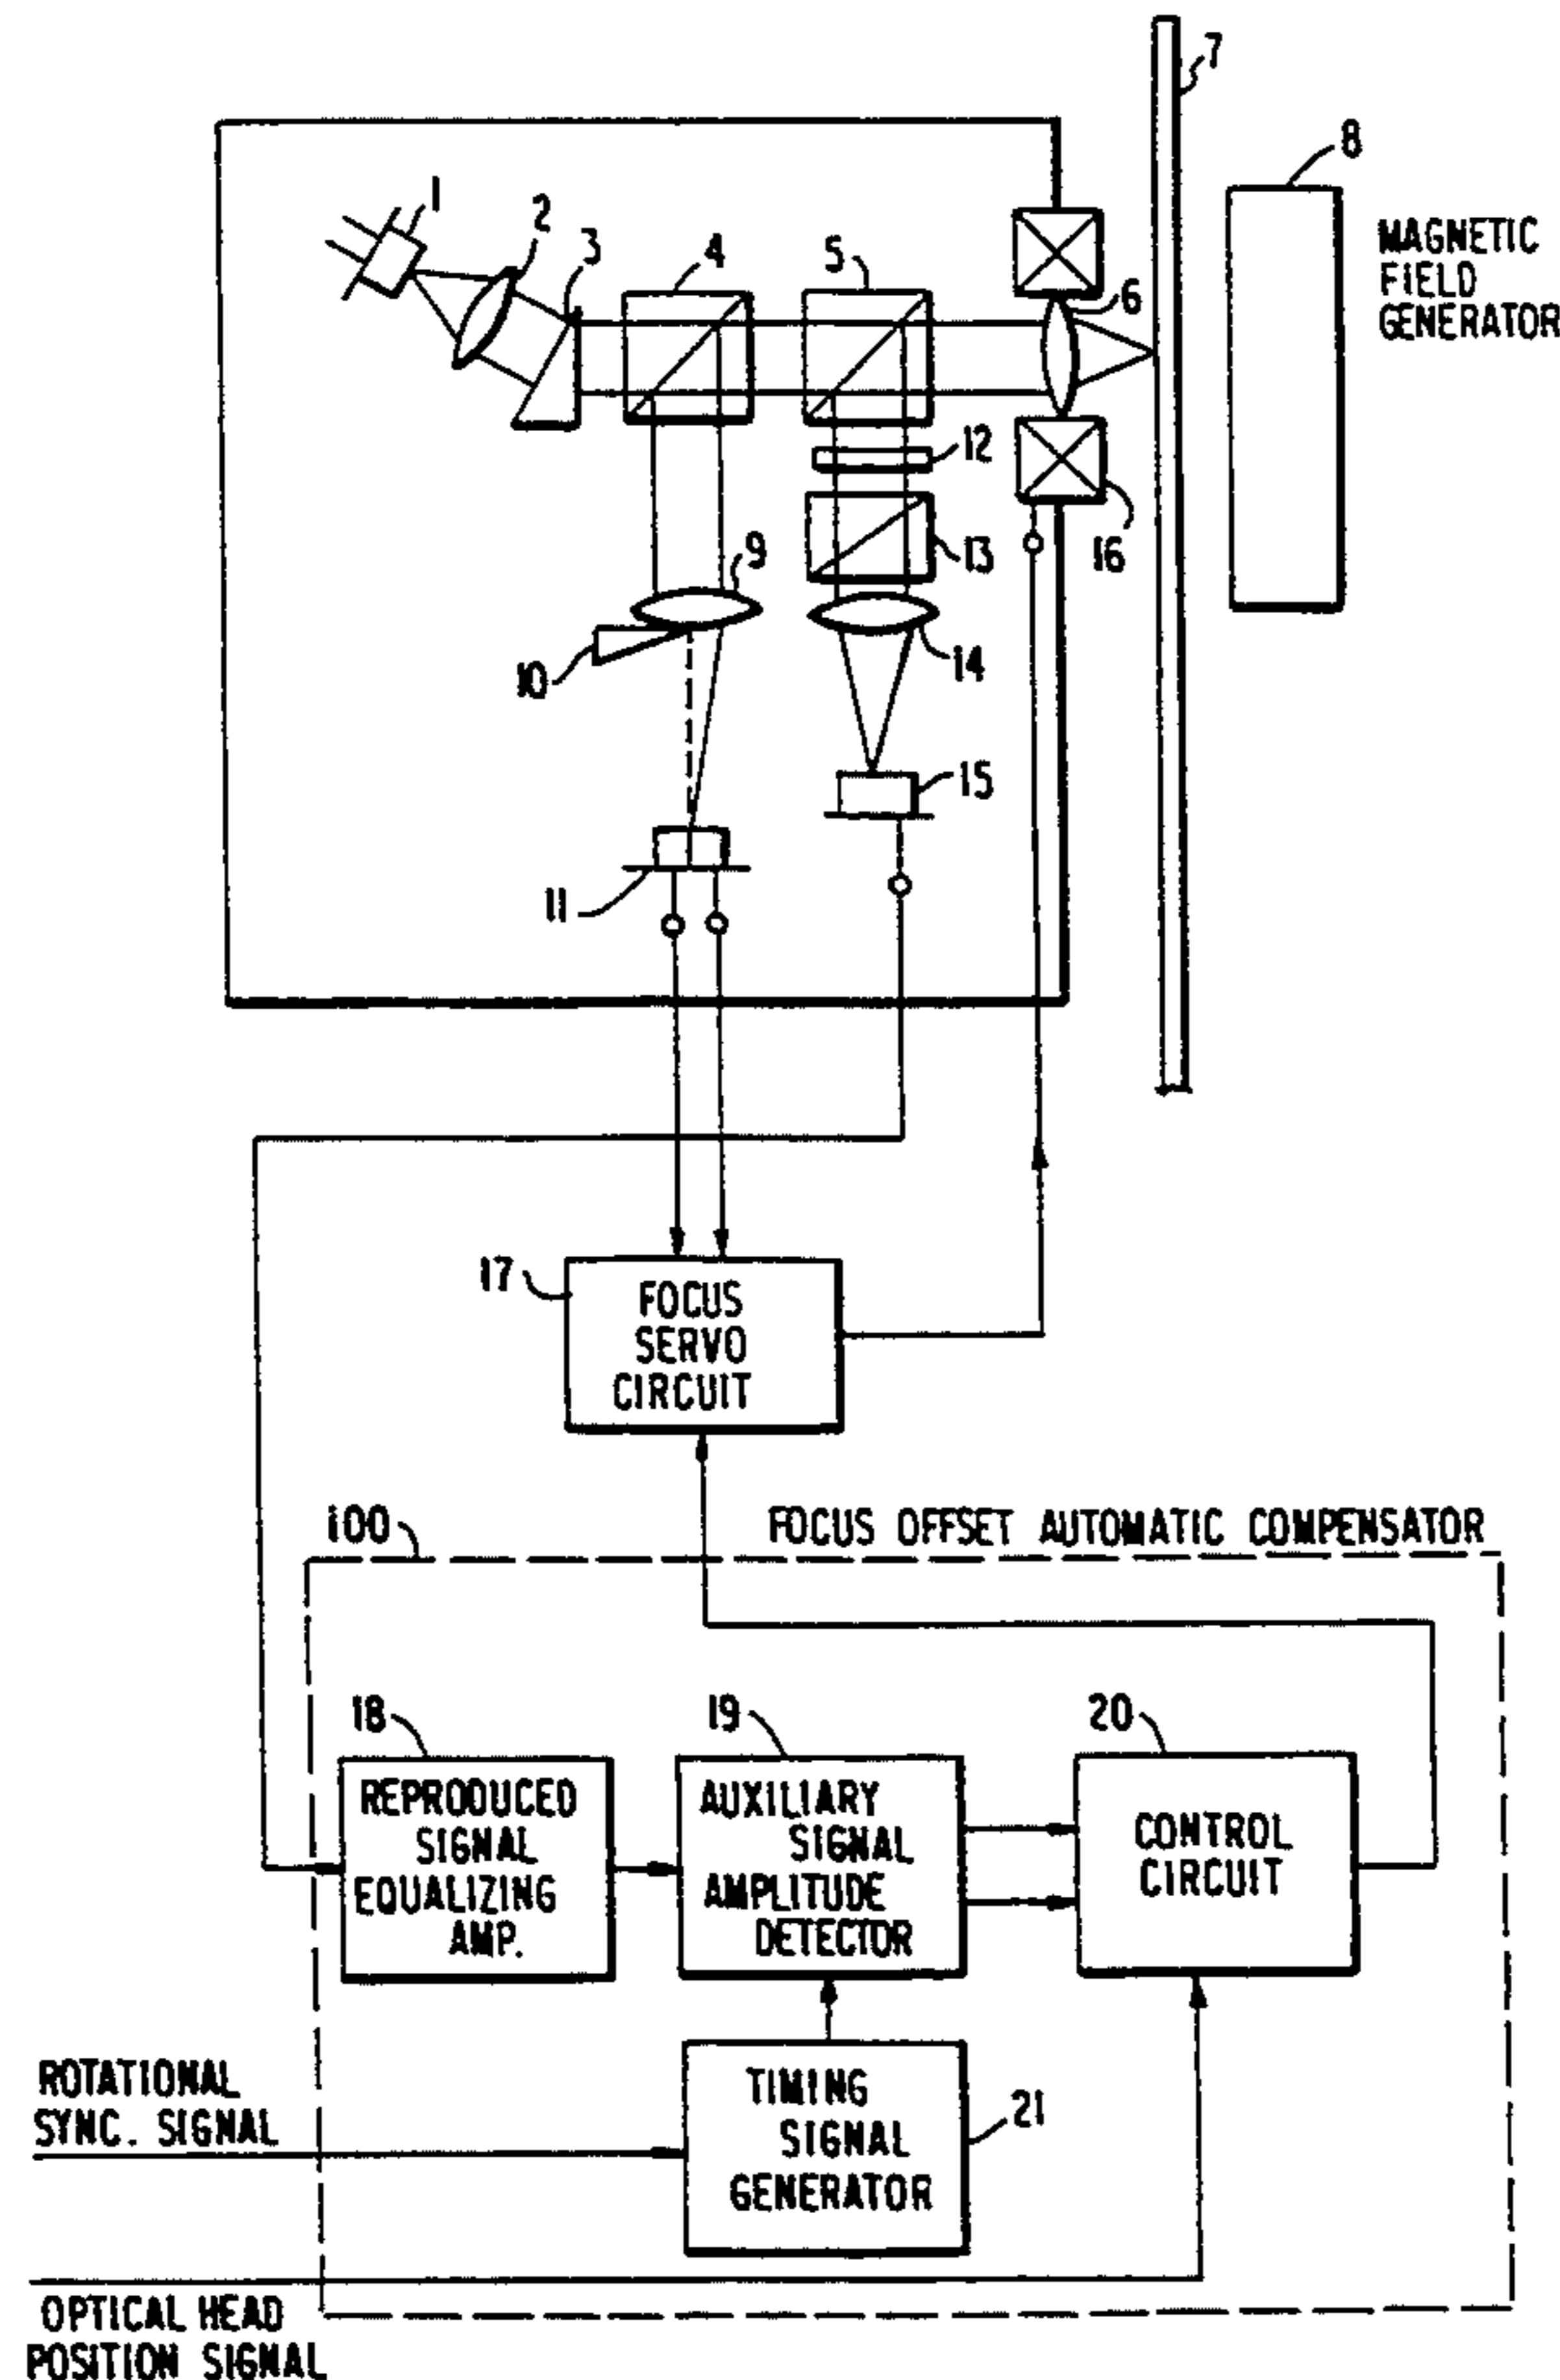 7
8
1
2
3
4
5
6
MAGNETIC
FIELD
GENERATOR
12
9
13
16
10
14
15
11
17
FOCUS
SERVO
CIRCUIT
100
FOCUS OFFSET AUTOMATIC COMPENSATOR
18
19
20
REPRODUCED
SIGNAL
EQUALIZING
AMP.
AUXILIARY
SIGNAL
AMPLITUDE
DETECTOR
CONTROL
CIRCUIT
ROTATIONAL
SYNC. SIGNAL
TIMING
SIGNAL
GENERATOR
21
OPTICAL HEAD
POSITION SIGNAL